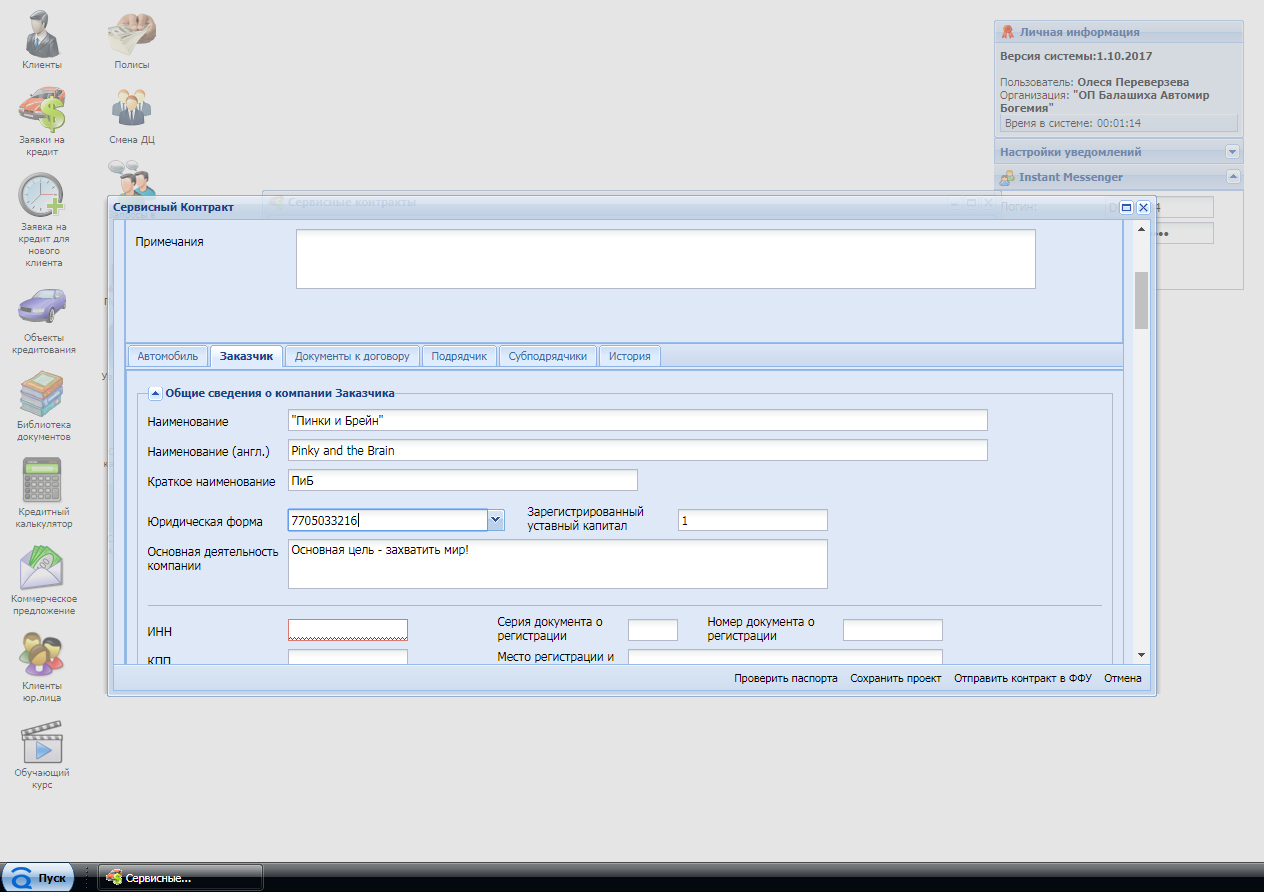 Клиенты
Полисы
Заявки на
кредит
Смена ДЦ
Заявка на
кредит для
нового
клиента
Объекты
кредитования
Библиотека
документов
Кредитный
калькулятор
Коммерческое
предложение
Клиенты
юр.лица
Обучающий
курс
Личная информация
Версия системы:1.10.2017
Пользователь: Олеся Переверзева
Организация: "ОП Балашиха Автомир
Богемия"
Время в системе: 00:01:14
Настройки уведомлений
Instant Messenger
Логин:
Сервисные контракты
Сервисный Контракт
Примечания
Автомобиль
Заказчик
Документы к договору
Подрядчик
Субподрядчики
История
Общие сведения о компании Заказчика
Наименование
"Пинки и Брейн"
Наименование (англ.)
Pinky and the Brain
Краткое наименование
ПиБ
Юридическая форма
7705033216
Зарегистрированный
уставный капитал
1
Основная деятельность
компании
Основная цель - захватить мир!
ИНН
Серия документа о
регистрации
Номер документа о
регистрации
КПП
Место регистрации и
Проверить паспорта
Сохранить проект
Отправить контракт в ФФУ
Отмена
Пуск
Сервисные...